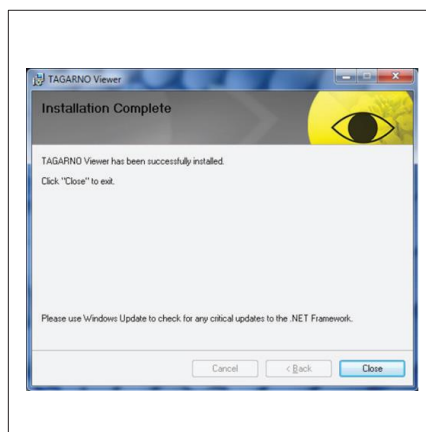 TAGARNO Viewer
Installation Complete
TAGARNO Viewer has been successfully installed.
Click "Close" to exit.
Please use Windows Update to check for any critical updates to the .NET Framework.
Cancel
< Back
Close